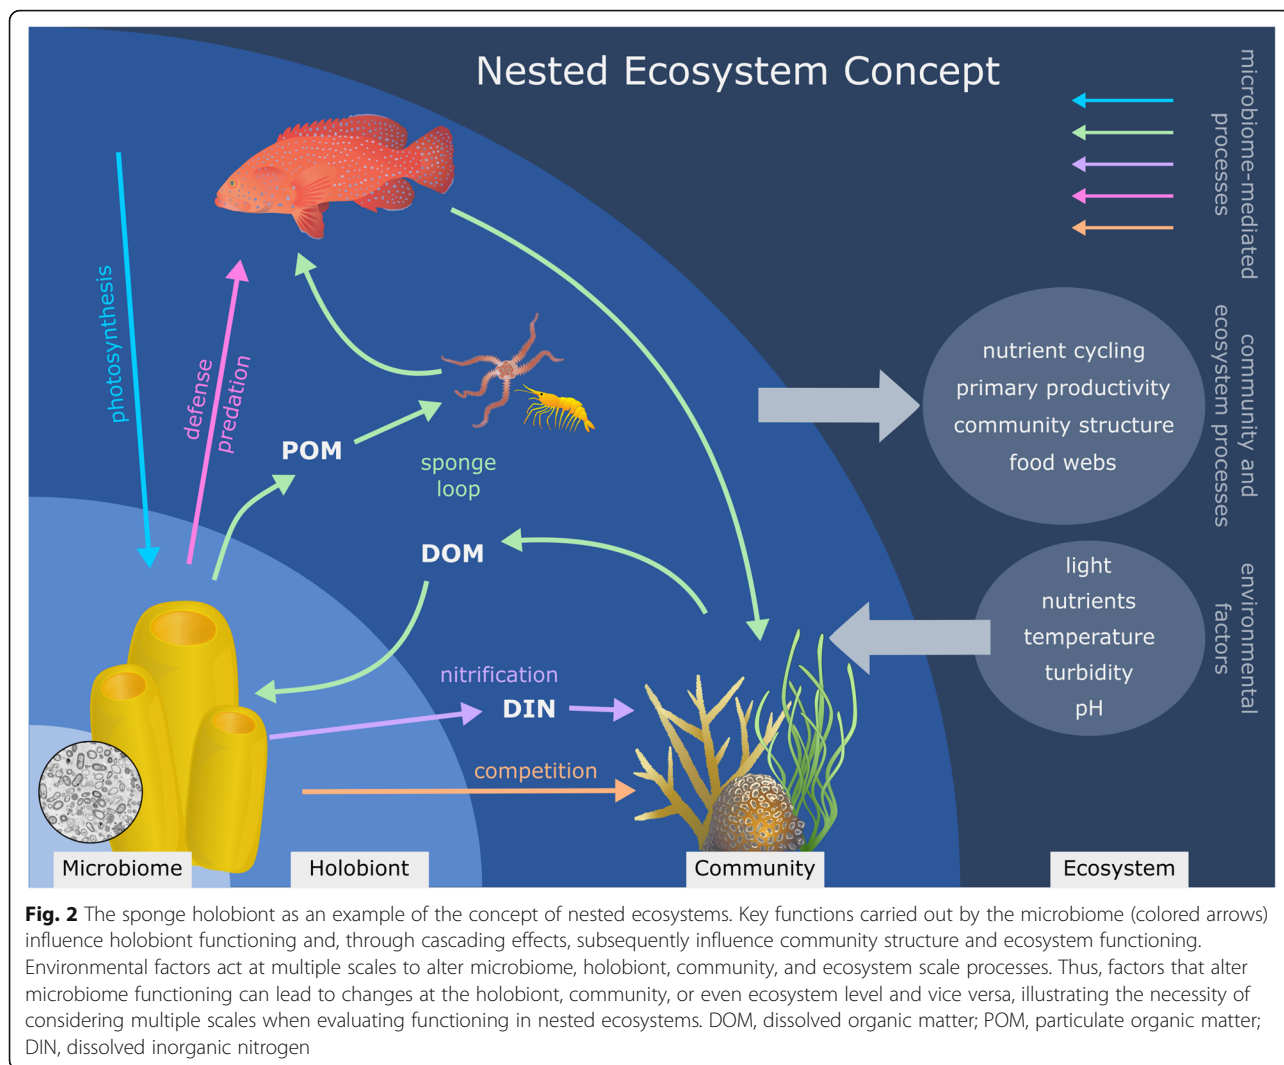 Nested Ecosystem Concept
microbiome-mediated
processes
photosynthesis
defense
predation
POM
sponge
loop
DOM
nitrification
DIN
competition
nutrient cycling
primary productivity
community structure
food webs
community and
ecosystem processes
light
nutrients
temperature
turbidity
pH
environmental
factors
Microbiome
Holobiont
Community
Ecosystem
Fig. 2 The sponge holobiont as an example of the concept of nested ecosystems. Key functions carried out by the microbiome (colored arrows)
influence holobiont functioning and, through cascading effects, subsequently influence community structure and ecosystem functioning.
Environmental factors act at multiple scales to alter microbiome, holobiont, community, and ecosystem scale processes. Thus, factors that alter
microbiome functioning can lead to changes at the holobiont, community, or even ecosystem level and vice versa, illustrating the necessity of
considering multiple scales when evaluating functioning in nested ecosystems. DOM, dissolved organic matter; POM, particulate organic matter;
DIN, dissolved inorganic nitrogen